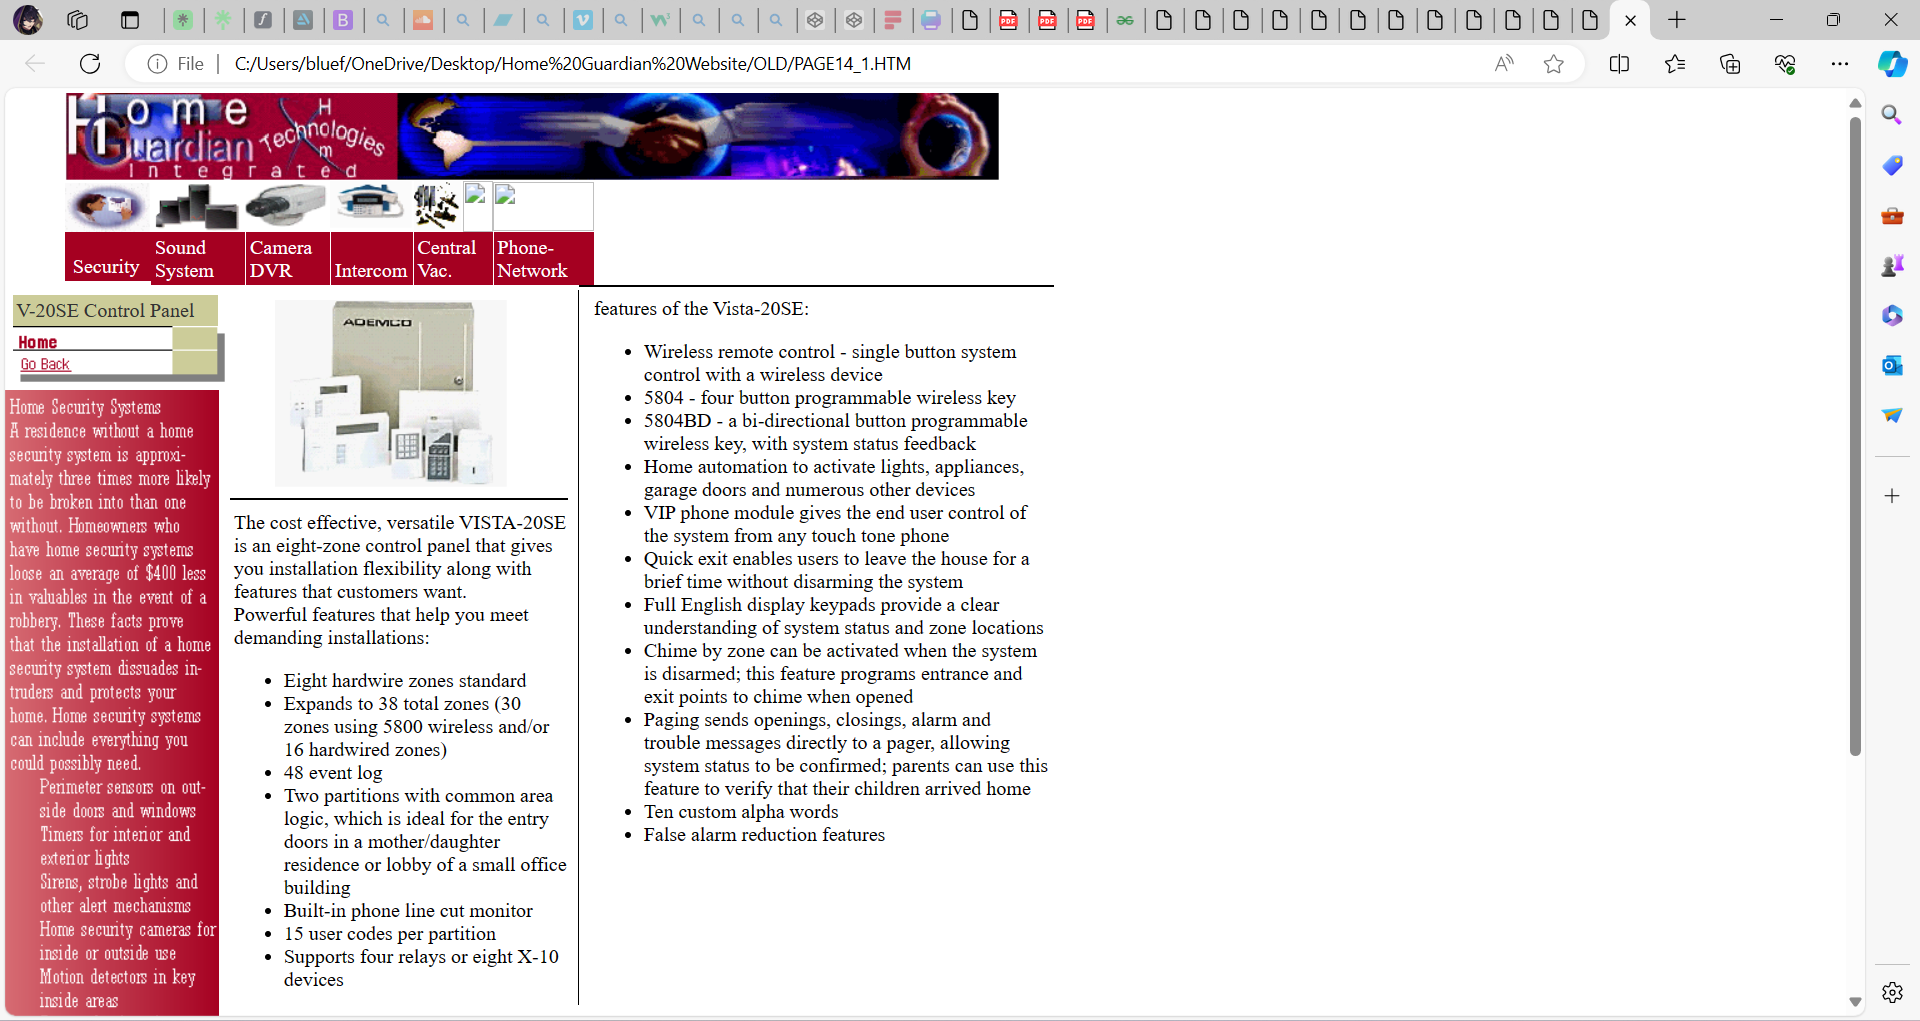 File
C:/Users/bluef/OneDrive/Desktop/Home%20Guardian%20Website/OLD/PAGE14_1.HTM
Home
Guardian
Integrated
Technologies
Hm
Security
Sound
System
Camera
DVR
Intercom
Central
Vac.
Phone-
Network
V-20SE Control Panel
Home
Go Back
Home Security Systems
A residence without a home
security system is approxi-
mately three times more likely
to be broken into than one
without. Homeowners who
have home security systems
loose an average of $400 less
in valuables in the event of a
robbery. These facts prove
that the installation of a home
security system dissuades in-
truders and protects your
home. Home security systems
can include everything you
could possibly need.
Perimeter sensors on out-
side doors and windows
Timers for interior and
exterior lights
Sirens, strobe lights and
other alert mechanisms
Home security cameras for
inside or outside use
Motion detectors in key
inside areas
ADEMCO
The cost effective, versatile VISTA-20SE
is an eight-zone control panel that gives
you installation flexibility along with
features that customers want.
Powerful features that help you meet
demanding installations:
• Eight hardwire zones standard
• Expands to 38 total zones (30
zones using 5800 wireless and/or
16 hardwired zones)
• 48 event log
• Two partitions with common area
logic, which is ideal for the entry
doors in a mother/daughter
residence or lobby of a small office
building
• Built-in phone line cut monitor
• 15 user codes per partition
• Supports four relays or eight X-10
devices
features of the Vista-20SE:
• Wireless remote control - single button system
control with a wireless device
• 5804 - four button programmable wireless key
• 5804BD - a bi-directional button programmable
wireless key, with system status feedback
• Home automation to activate lights, appliances,
garage doors and numerous other devices
• VIP phone module gives the end user control of
the system from any touch tone phone
• Quick exit enables users to leave the house for a
brief time without disarming the system
• Full English display keypads provide a clear
understanding of system status and zone locations
• Chime by zone can be activated when the system
is disarmed; this feature programs entrance and
exit points to chime when opened
• Paging sends openings, closings, alarm and
trouble messages directly to a pager, allowing
system status to be confirmed; parents can use this
feature to verify that their children arrived home
• Ten custom alpha words
• False alarm reduction features